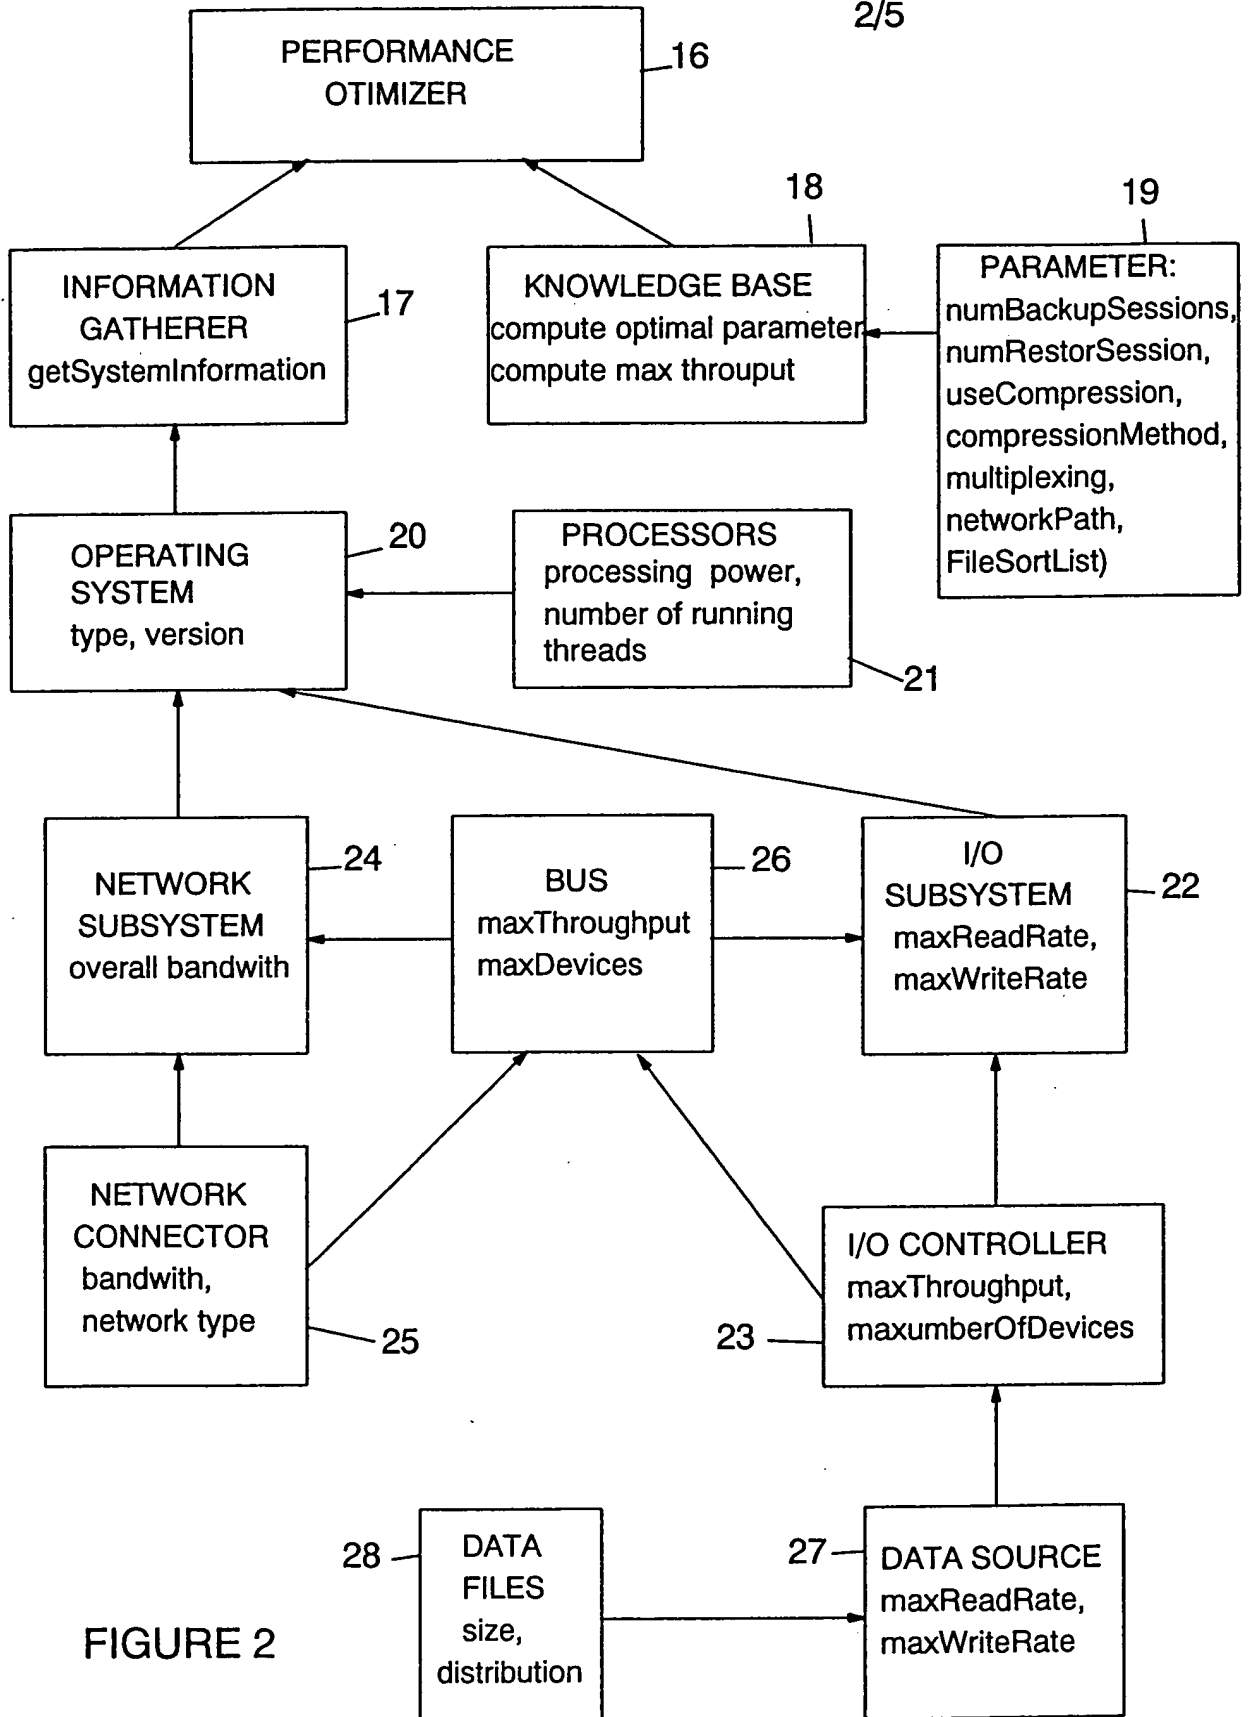 2/5
PERFORMANCE
OTIMIZER
16
18
19
INFORMATION
GATHERER
getSystemInformation
17
KNOWLEDGE BASE
compute optimal parameter
compute max throuput
PARAMETER:
numBackupSessions,
numRestorSession,
useCompression,
compressionMethod,
multiplexing,
networkPath,
FileSortList)
OPERATING
SYSTEM
type, version
20
PROCESSORS
processing power,
number of running
threads
21
NETWORK
SUBSYSTEM
overall bandwith
24
BUS
maxThroughput
maxDevices
26
I/O
SUBSYSTEM
maxReadRate,
maxWriteRate
22
NETWORK
CONNECTOR
bandwith,
network type
25
I/O CONTROLLER
maxThroughput,
maxumberOfDevices
23
28
DATA
FILES
size,
distribution
27
DATA SOURCE
maxReadRate,
maxWriteRate
FIGURE 2